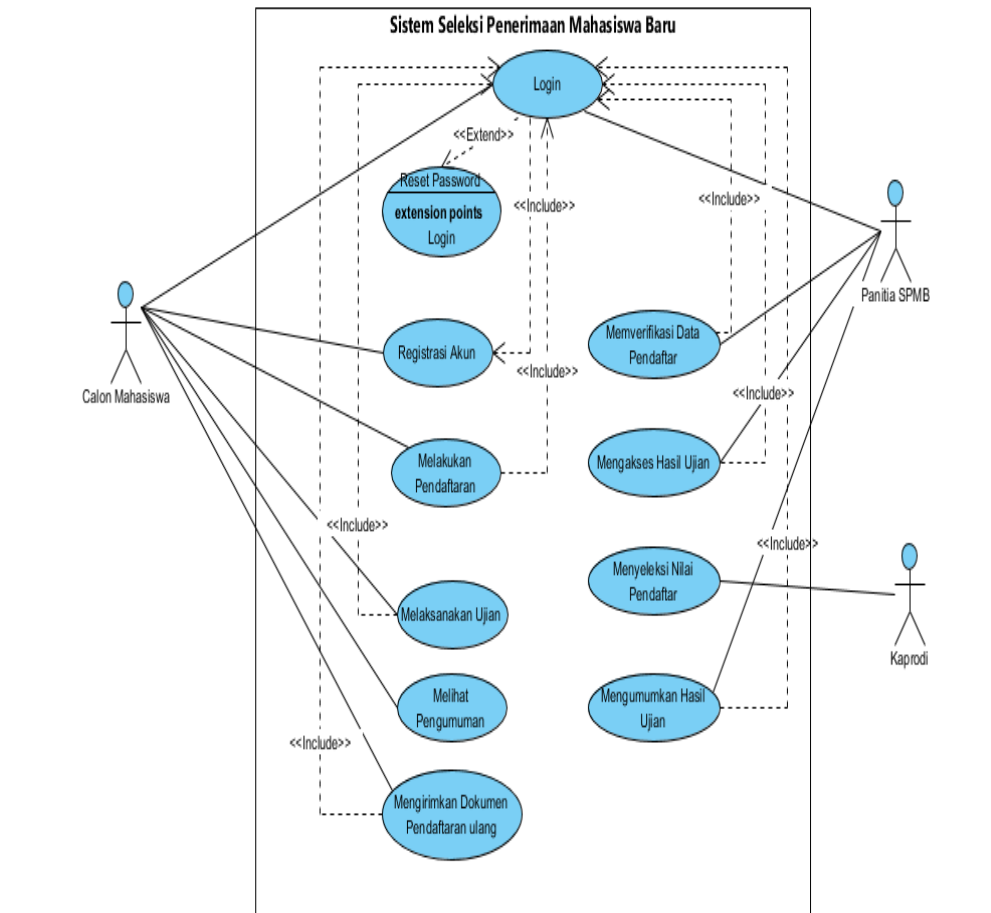 Sistem Seleksi Penerimaan Mahasiswa Baru
Login
<<Extend>>
Reset Password
extension points
Login
<<Include>>
<<Include>>
Panitia SPMB
Calon Mahasiswa
Registrasi Akun
Memverifikasi Data
Pendaftar
<<Include>>
<<Include>>
Melakukan
Pendaftaran
Mengakses Hasil Ujian
<<Include>>
<<Include>>
Menyeleksi Nilai
Pendaftar
Kaprodi
Melaksanakan Ujian
Melihat
Pengumuman
Mengumumkan Hasil
Ujian
<<Include>>
Mengirimkan Dokumen
Pendaftaran ulang